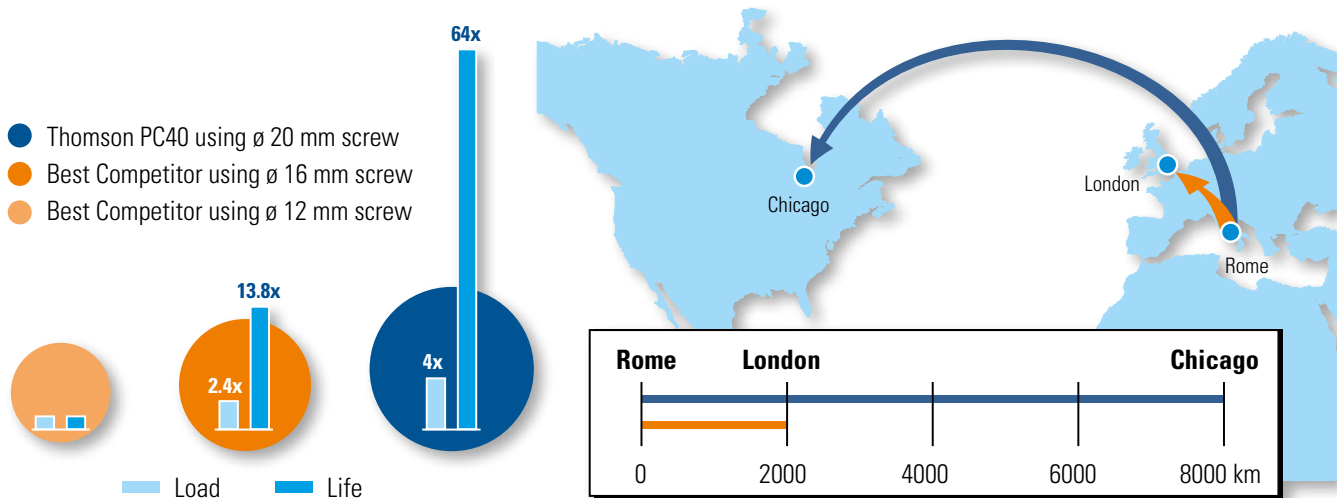 64x
Thomson PC40 using ø 20 mm screw
Best Competitor using ø 16 mm screw
Best Competitor using ø 12 mm screw
13.8x
2.4x
4x
Load
Life
London
Chicago
Rome
Rome London Chicago
0 2000 4000 6000 8000 km